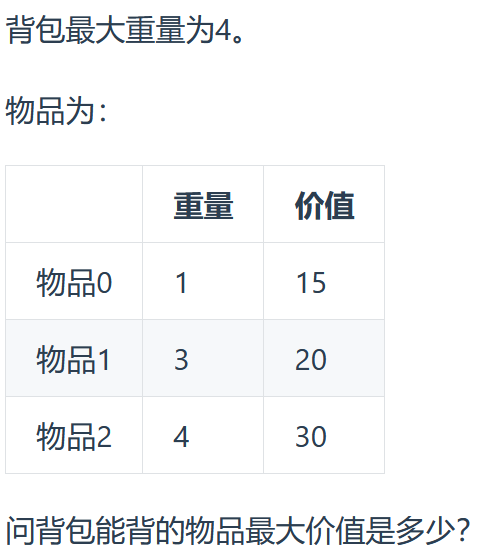 背包最大重量为4。
物品为：
重量 价值
物品0 1 15
物品1 3 20
物品2 4 30
问背包能背的物品最大价值是多少？